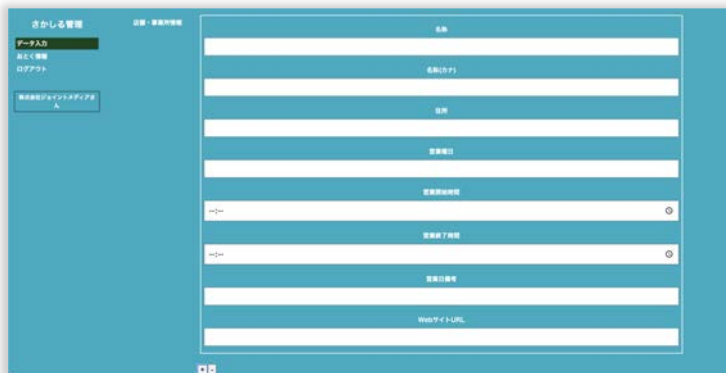 さかしる管理
データ入力
おとく情報
ログアウト
株式会社ジョイントメディアさ
ん
店舗・事業所情報
名称
名称(カナ)
住所
営業曜日
営業開始時間
--:--
営業終了時間
--:--
営業日備考
WebサイトURL
+ -